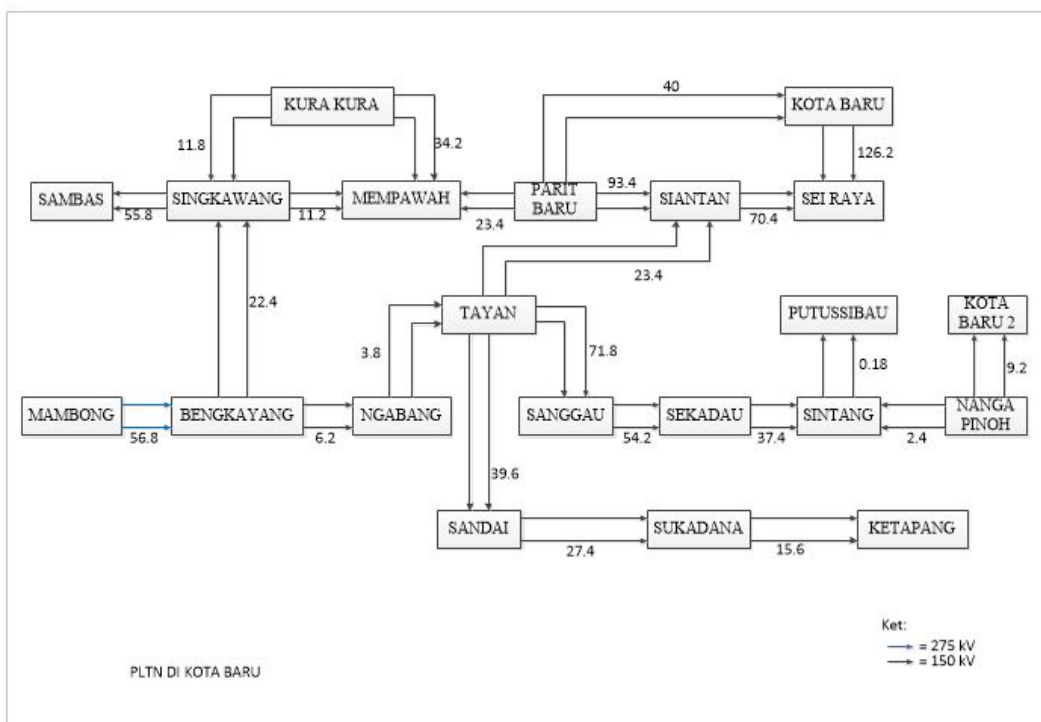 40
KURA KURA
KOTA BARU
11.8
34.2
126.2
SAMBAS
SINGKAWANG
MEMPAWAH
PARIT
BARU
93.4
SIANTAN
SEI RAYA
55.8
11.2
23.4
70.4
23.4
22.4
TAYAN
PUTUSSIBAU
KOTA
BARU 2
3.8
71.8
0.18
9.2
MAMBONG
BENGKAYANG
NGABANG
SANGGAU
SEKADAU
SINTANG
NANGA
PINOH
56.8
6.2
54.2
37.4
2.4
39.6
SANDAI
SUKADANA
KETAPANG
27.4
15.6
Ket:
= 275 kV
= 150 kV
PLTN DI KOTA BARU